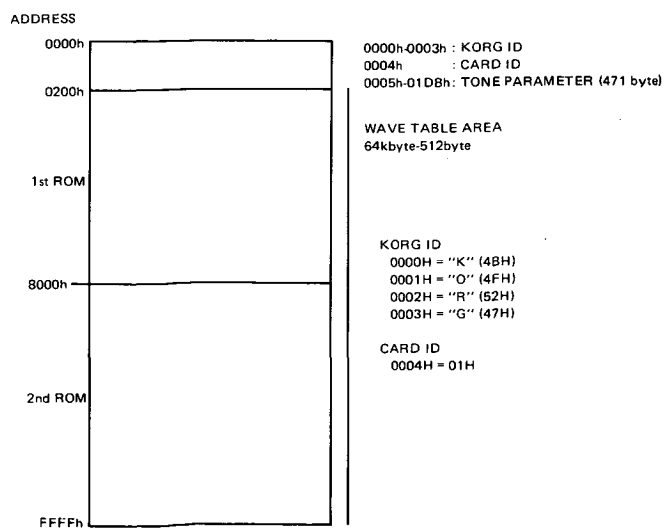 ADDRESS
0000h
0200h
1st ROM
8000h
2nd ROM
FFFFh
0000h-0003h : KORG ID
0004h : CARD ID
0005h-01DBh : TONE PARAMETER (471 byte)
WAVE TABLE AREA
64kbyte-512byte
KORG ID
0000H = "K" (4BH)
0001H = "O" (4FH)
0002H = "R" (52H)
0003H = "G" (47H)
CARD ID
0004H = 01H